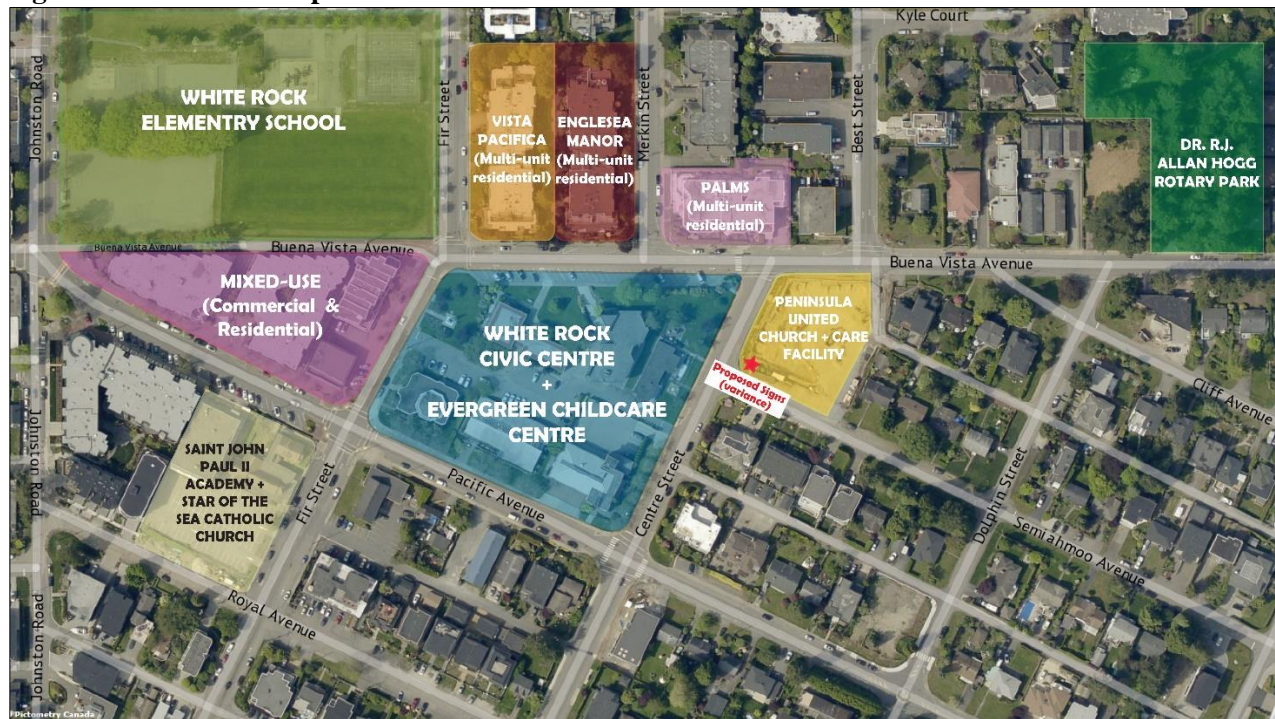 Kyle Court
Johnston Road
WHITE ROCK
ELEMENTRY SCHOOL
Fir Street
VISTA
PACIFICA
(Multi-unit
residential)
ENGLESEA
MANOR
(Multi-unit
residential)
Merkin Street
Best Street
PALMS
(Multi-unit
residential)
DR. R.J.
ALLAN HOGG
ROTARY PARK
Buena Vista Avenue
Buena Vista Avenue
Buena Vista Avenue
MIXED-USE
(Commercial &
Residential)
WHITE ROCK
CIVIC CENTRE
+
EVERGREEN CHILDCARE
CENTRE
PENINSULA
UNITED
CHURCH + CARE
FACILITY
Proposed Signs
(variance)
Cliff Avenue
Johnston Road
SAINT JOHN
PAUL II
ACADEMY +
STAR OF THE
SEA CATHOLIC
CHURCH
Fir Street
Pacific Avenue
Centre Street
Dolphin Street
Semiahmoo Avenue
Royal Avenue
Johnston Road
Pictometry Canada